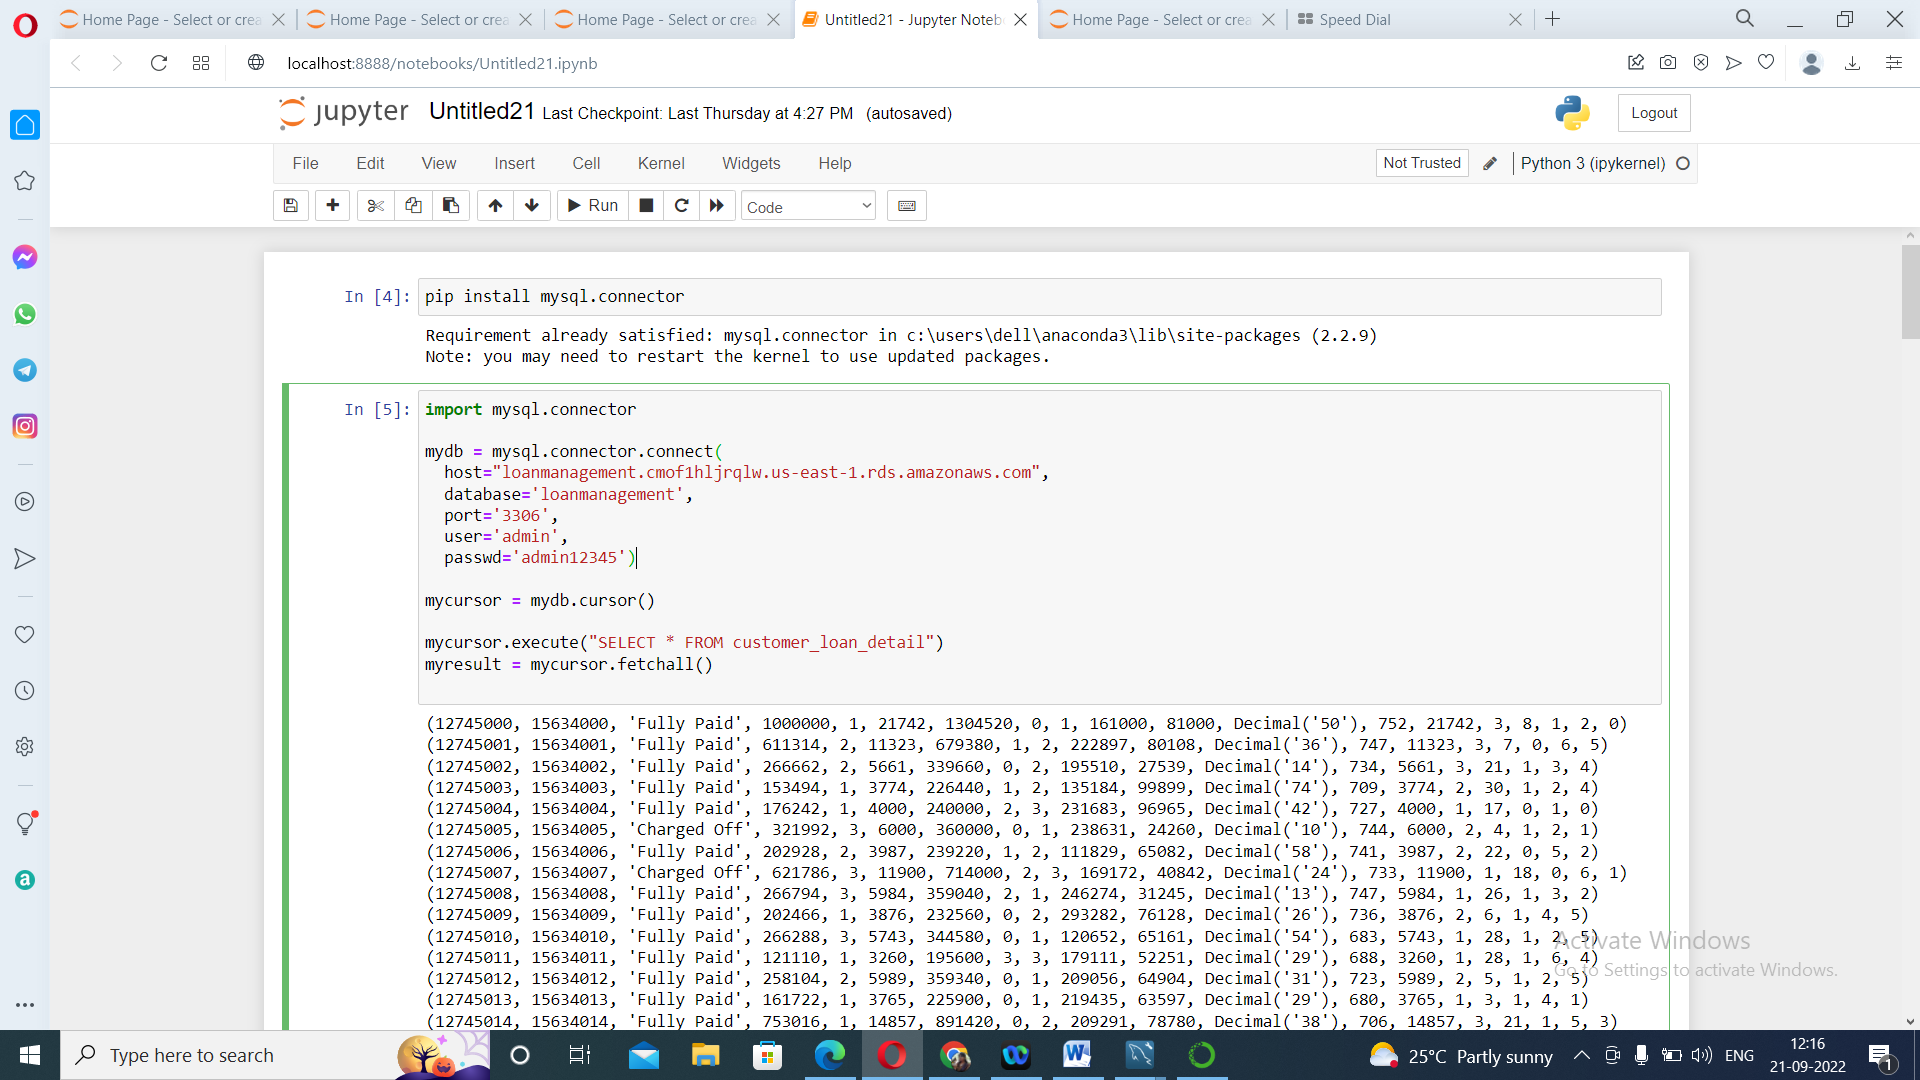 Home Page - Select or crea
Home Page - Select or crea
Home Page - Select or crea
Untitled21 - Jupyter Noteb
Home Page - Select or crea
Speed Dial
localhost:8888/notebooks/Untitled21.ipynb
jupyter Untitled21 Last Checkpoint: Last Thursday at 4:27 PM (autosaved)
Logout
File Edit View Insert Cell Kernel Widgets Help
Not Trusted
Python 3 (ipykernel)
Run
Code
In [4]: pip install mysql.connector
Requirement already satisfied: mysql.connector in c:\users\dell\anaconda3\lib\site-packages (2.2.9)
Note: you may need to restart the kernel to use updated packages.
In [5]: import mysql.connector
mydb = mysql.connector.connect(
host="loanmanagement.cmof1hljrqlw.us-east-1.rds.amazonaws.com",
database='loanmanagement',
port='3306',
user='admin',
passwd='admin12345')
mycursor = mydb.cursor()
mycursor.execute("SELECT * FROM customer_loan_detail")
myresult = mycursor.fetchall()
(12745000, 15634000, 'Fully Paid', 1000000, 1, 21742, 1304520, 0, 1, 161000, 81000, Decimal('50'), 752, 21742, 3, 8, 1, 2, 0)
(12745001, 15634001, 'Fully Paid', 611314, 2, 11323, 679380, 1, 2, 222897, 80108, Decimal('36'), 747, 11323, 3, 7, 0, 6, 5)
(12745002, 15634002, 'Fully Paid', 266662, 2, 5661, 339660, 0, 2, 195510, 27539, Decimal('14'), 734, 5661, 3, 21, 1, 3, 4)
(12745003, 15634003, 'Fully Paid', 153494, 1, 3774, 226440, 1, 2, 135184, 99899, Decimal('74'), 709, 3774, 2, 30, 1, 2, 4)
(12745004, 15634004, 'Fully Paid', 176242, 1, 4000, 240000, 2, 3, 231683, 96965, Decimal('42'), 727, 4000, 1, 17, 0, 1, 0)
(12745005, 15634005, 'Charged Off', 321992, 3, 6000, 360000, 0, 1, 238631, 24260, Decimal('10'), 744, 6000, 2, 4, 1, 2, 1)
(12745006, 15634006, 'Fully Paid', 202928, 2, 3987, 239220, 1, 2, 111829, 65082, Decimal('58'), 741, 3987, 2, 22, 0, 5, 2)
(12745007, 15634007, 'Charged Off', 621786, 3, 11900, 714000, 2, 3, 169172, 40842, Decimal('24'), 733, 11900, 1, 18, 0, 6, 1)
(12745008, 15634008, 'Fully Paid', 266794, 3, 5984, 359040, 2, 1, 246274, 31245, Decimal('13'), 747, 5984, 1, 26, 1, 3, 2)
(12745009, 15634009, 'Fully Paid', 202466, 1, 3876, 232560, 0, 2, 293282, 76128, Decimal('26'), 736, 3876, 2, 6, 1, 4, 5)
(12745010, 15634010, 'Fully Paid', 266288, 3, 5743, 344580, 0, 1, 120652, 65161, Decimal('54'), 683, 5743, 1, 28, 1, 2, 5)
(12745011, 15634011, 'Fully Paid', 121110, 1, 3260, 195600, 3, 3, 179111, 52251, Decimal('29'), 688, 3260, 1, 28, 1, 6, 4)
(12745012, 15634012, 'Fully Paid', 258104, 2, 5989, 359340, 0, 1, 209056, 64904, Decimal('31'), 723, 5989, 2, 5, 1, 2, 5)
(12745013, 15634013, 'Fully Paid', 161722, 1, 3765, 225900, 0, 1, 219435, 63597, Decimal('29'), 680, 3765, 1, 3, 1, 4, 1)
(12745014, 15634014, 'Fully Paid', 753016, 1, 14857, 891420, 0, 2, 209291, 78780, Decimal('38'), 706, 14857, 3, 21, 1, 5, 3)
Activate Windows
Go to Settings to activate Windows.
Type here to search
25°C Partly sunny
ENG
12:16
21-09-2022
1